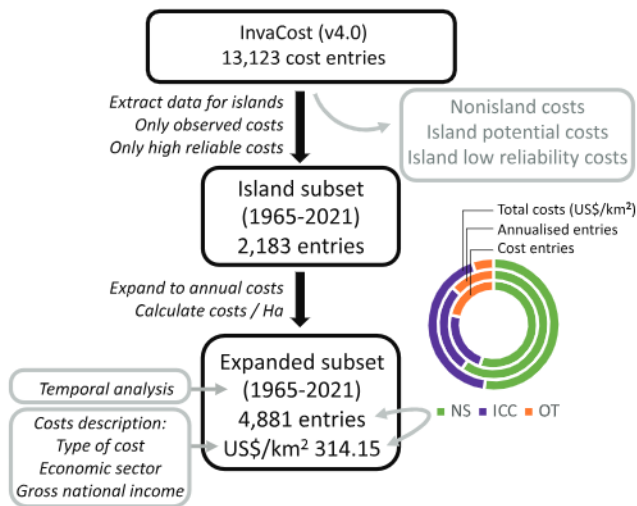 InvaCost (v4.0)
13,123 cost entries
Extract data for islands
Only observed costs
Only high reliable costs
Nonisland costs
Island potential costs
Island low reliability costs
Island subset
(1965-2021)
2,183 entries
Total costs (US$/km²)
Annualised entries
Cost entries
Expand to annual costs
Calculate costs / Ha
Expanded subset
(1965-2021)
4,881 entries
US$/km² 314.15
Temporal analysis
Costs description:
Type of cost
Economic sector
Gross national income
NS ICC OT